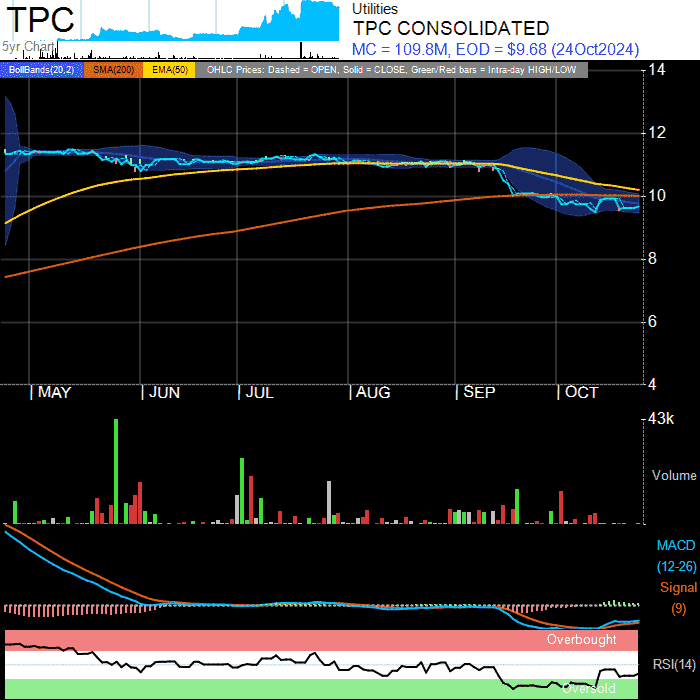 TPC
5yr Chart
Utilities
TPC CONSOLIDATED
MC = 109.8M, EOD = $9.68 (24Oct2024)
BollBands(20,2) SMA(200) EMA(50) OHLC Prices: Dashed = OPEN, Solid = CLOSE, Green/Red bars = Intra-day HIGH/LOW
14
12
10
8
6
4
MAY JUN JUL AUG SEP OCT
43k
Volume
MACD
(12-26)
Signal
(9)
Overbought
RSI(14)
Oversold